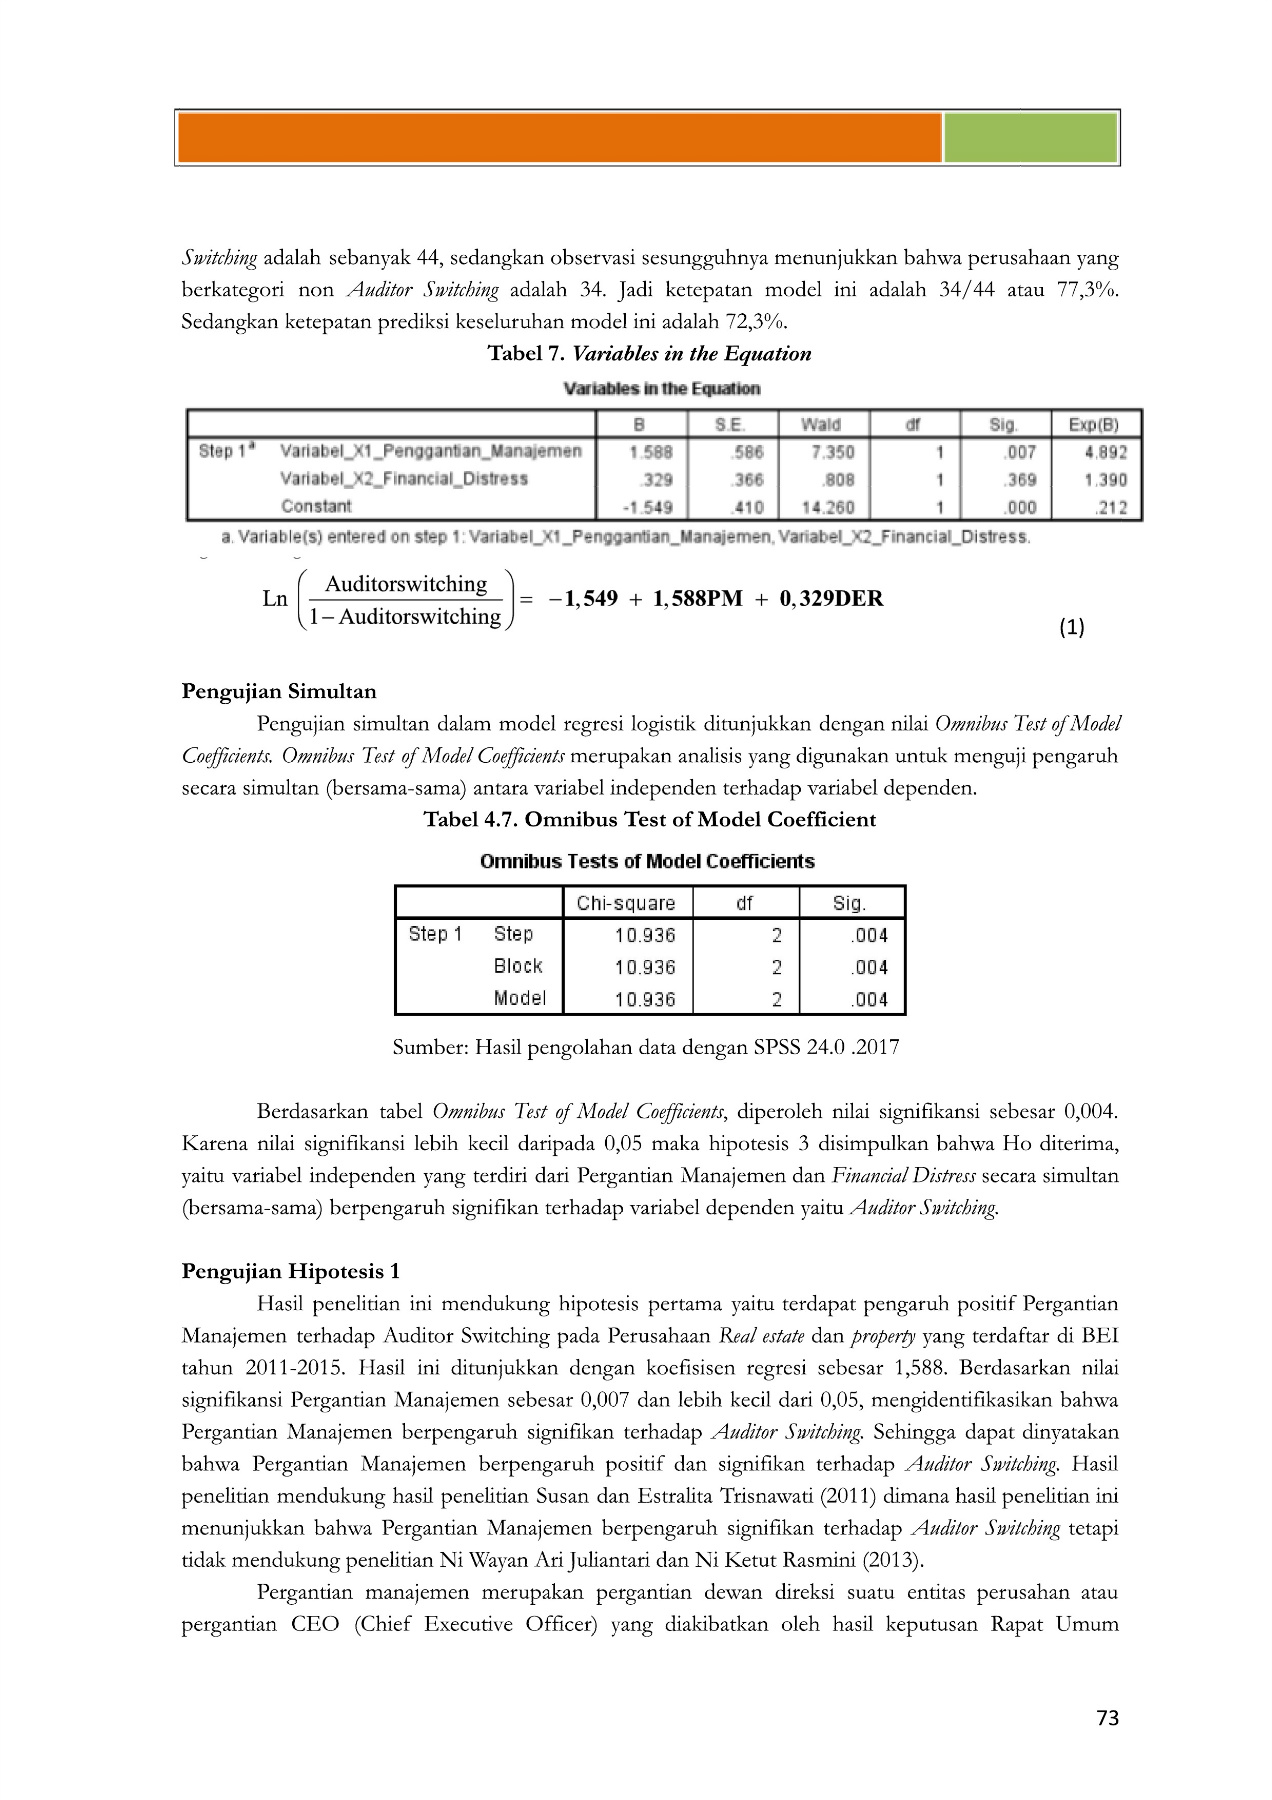 Switching adalah sebanyak 44, sedangkan observasi sesungguhnya menunjukkan bahwa perusahaan yang
berkategori non Auditor Switching adalah 34. Jadi ketepatan model ini adalah 34/44 atau 77,3%.
Sedangkan ketepatan prediksi keseluruhan model ini adalah 72,3%.
Tabel 7. Variables in the Equation
Variables in the Equation
B S.E. Wald df Sig. Exp(B)
Step 1a Variabel_X1_Penggantian_Manajemen 1.588 .586 7.350 1 .007 4.892
Variabel_X2_Financial_Distress .329 .366 .808 1 .369 1.390
Constant -1.549 .410 14.260 1 .000 .212
a. Variable(s) entered on step 1: Variabel_X1_Penggantian_Manajemen, Variabel_X2_Financial_Distress.
Ln (Auditorswitching / 1 – Auditorswitching) = −1,549 + 1,588PM + 0,329DER
(1)
Pengujian Simultan
Pengujian simultan dalam model regresi logistik ditunjukkan dengan nilai Omnibus Test of Model
Coefficients. Omnibus Test of Model Coefficients merupakan analisis yang digunakan untuk menguji pengaruh
secara simultan (bersama-sama) antara variabel independen terhadap variabel dependen.
Tabel 4.7. Omnibus Test of Model Coefficient
Omnibus Tests of Model Coefficients
Chi-square df Sig.
Step 1 Step 10.936 2 .004
Block 10.936 2 .004
Model 10.936 2 .004
Sumber: Hasil pengolahan data dengan SPSS 24.0 .2017
Berdasarkan tabel Omnibus Test of Model Coefficients, diperoleh nilai signifikansi sebesar 0,004.
Karena nilai signifikansi lebih kecil daripada 0,05 maka hipotesis 3 disimpulkan bahwa Ho diterima,
yaitu variabel independen yang terdiri dari Pergantian Manajemen dan Financial Distress secara simultan
(bersama-sama) berpengaruh signifikan terhadap variabel dependen yaitu Auditor Switching.
Pengujian Hipotesis 1
Hasil penelitian ini mendukung hipotesis pertama yaitu terdapat pengaruh positif Pergantian
Manajemen terhadap Auditor Switching pada Perusahaan Real estate dan property yang terdaftar di BEI
tahun 2011-2015. Hasil ini ditunjukkan dengan koefisisen regresi sebesar 1,588. Berdasarkan nilai
signifikansi Pergantian Manajemen sebesar 0,007 dan lebih kecil dari 0,05, mengidentifikasikan bahwa
Pergantian Manajemen berpengaruh signifikan terhadap Auditor Switching. Sehingga dapat dinyatakan
bahwa Pergantian Manajemen berpengaruh positif dan signifikan terhadap Auditor Switching. Hasil
penelitian mendukung hasil penelitian Susan dan Estralita Trisnawati (2011) dimana hasil penelitian ini
menunjukkan bahwa Pergantian Manajemen berpengaruh signifikan terhadap Auditor Switching tetapi
tidak mendukung penelitian Ni Wayan Ari Juliantari dan Ni Ketut Rasmini (2013).
Pergantian manajemen merupakan pergantian dewan direksi suatu entitas perusahan atau
pergantian CEO (Chief Executive Officer) yang diakibatkan oleh hasil keputusan Rapat Umum
73